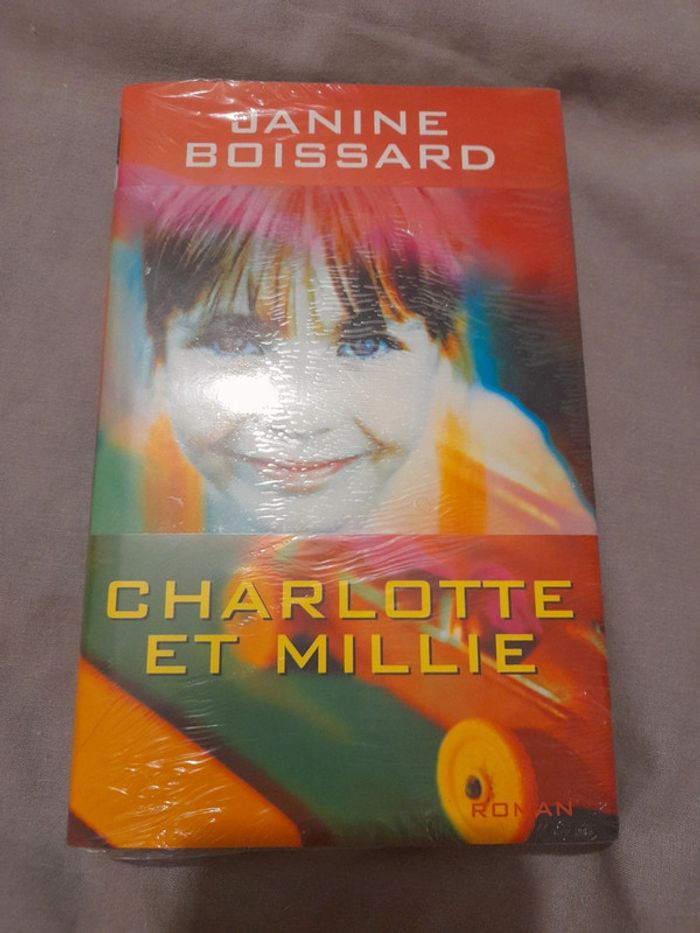 JANINE
BOISSARD
CHARLOTTE
ET MILLIE
ROMAN